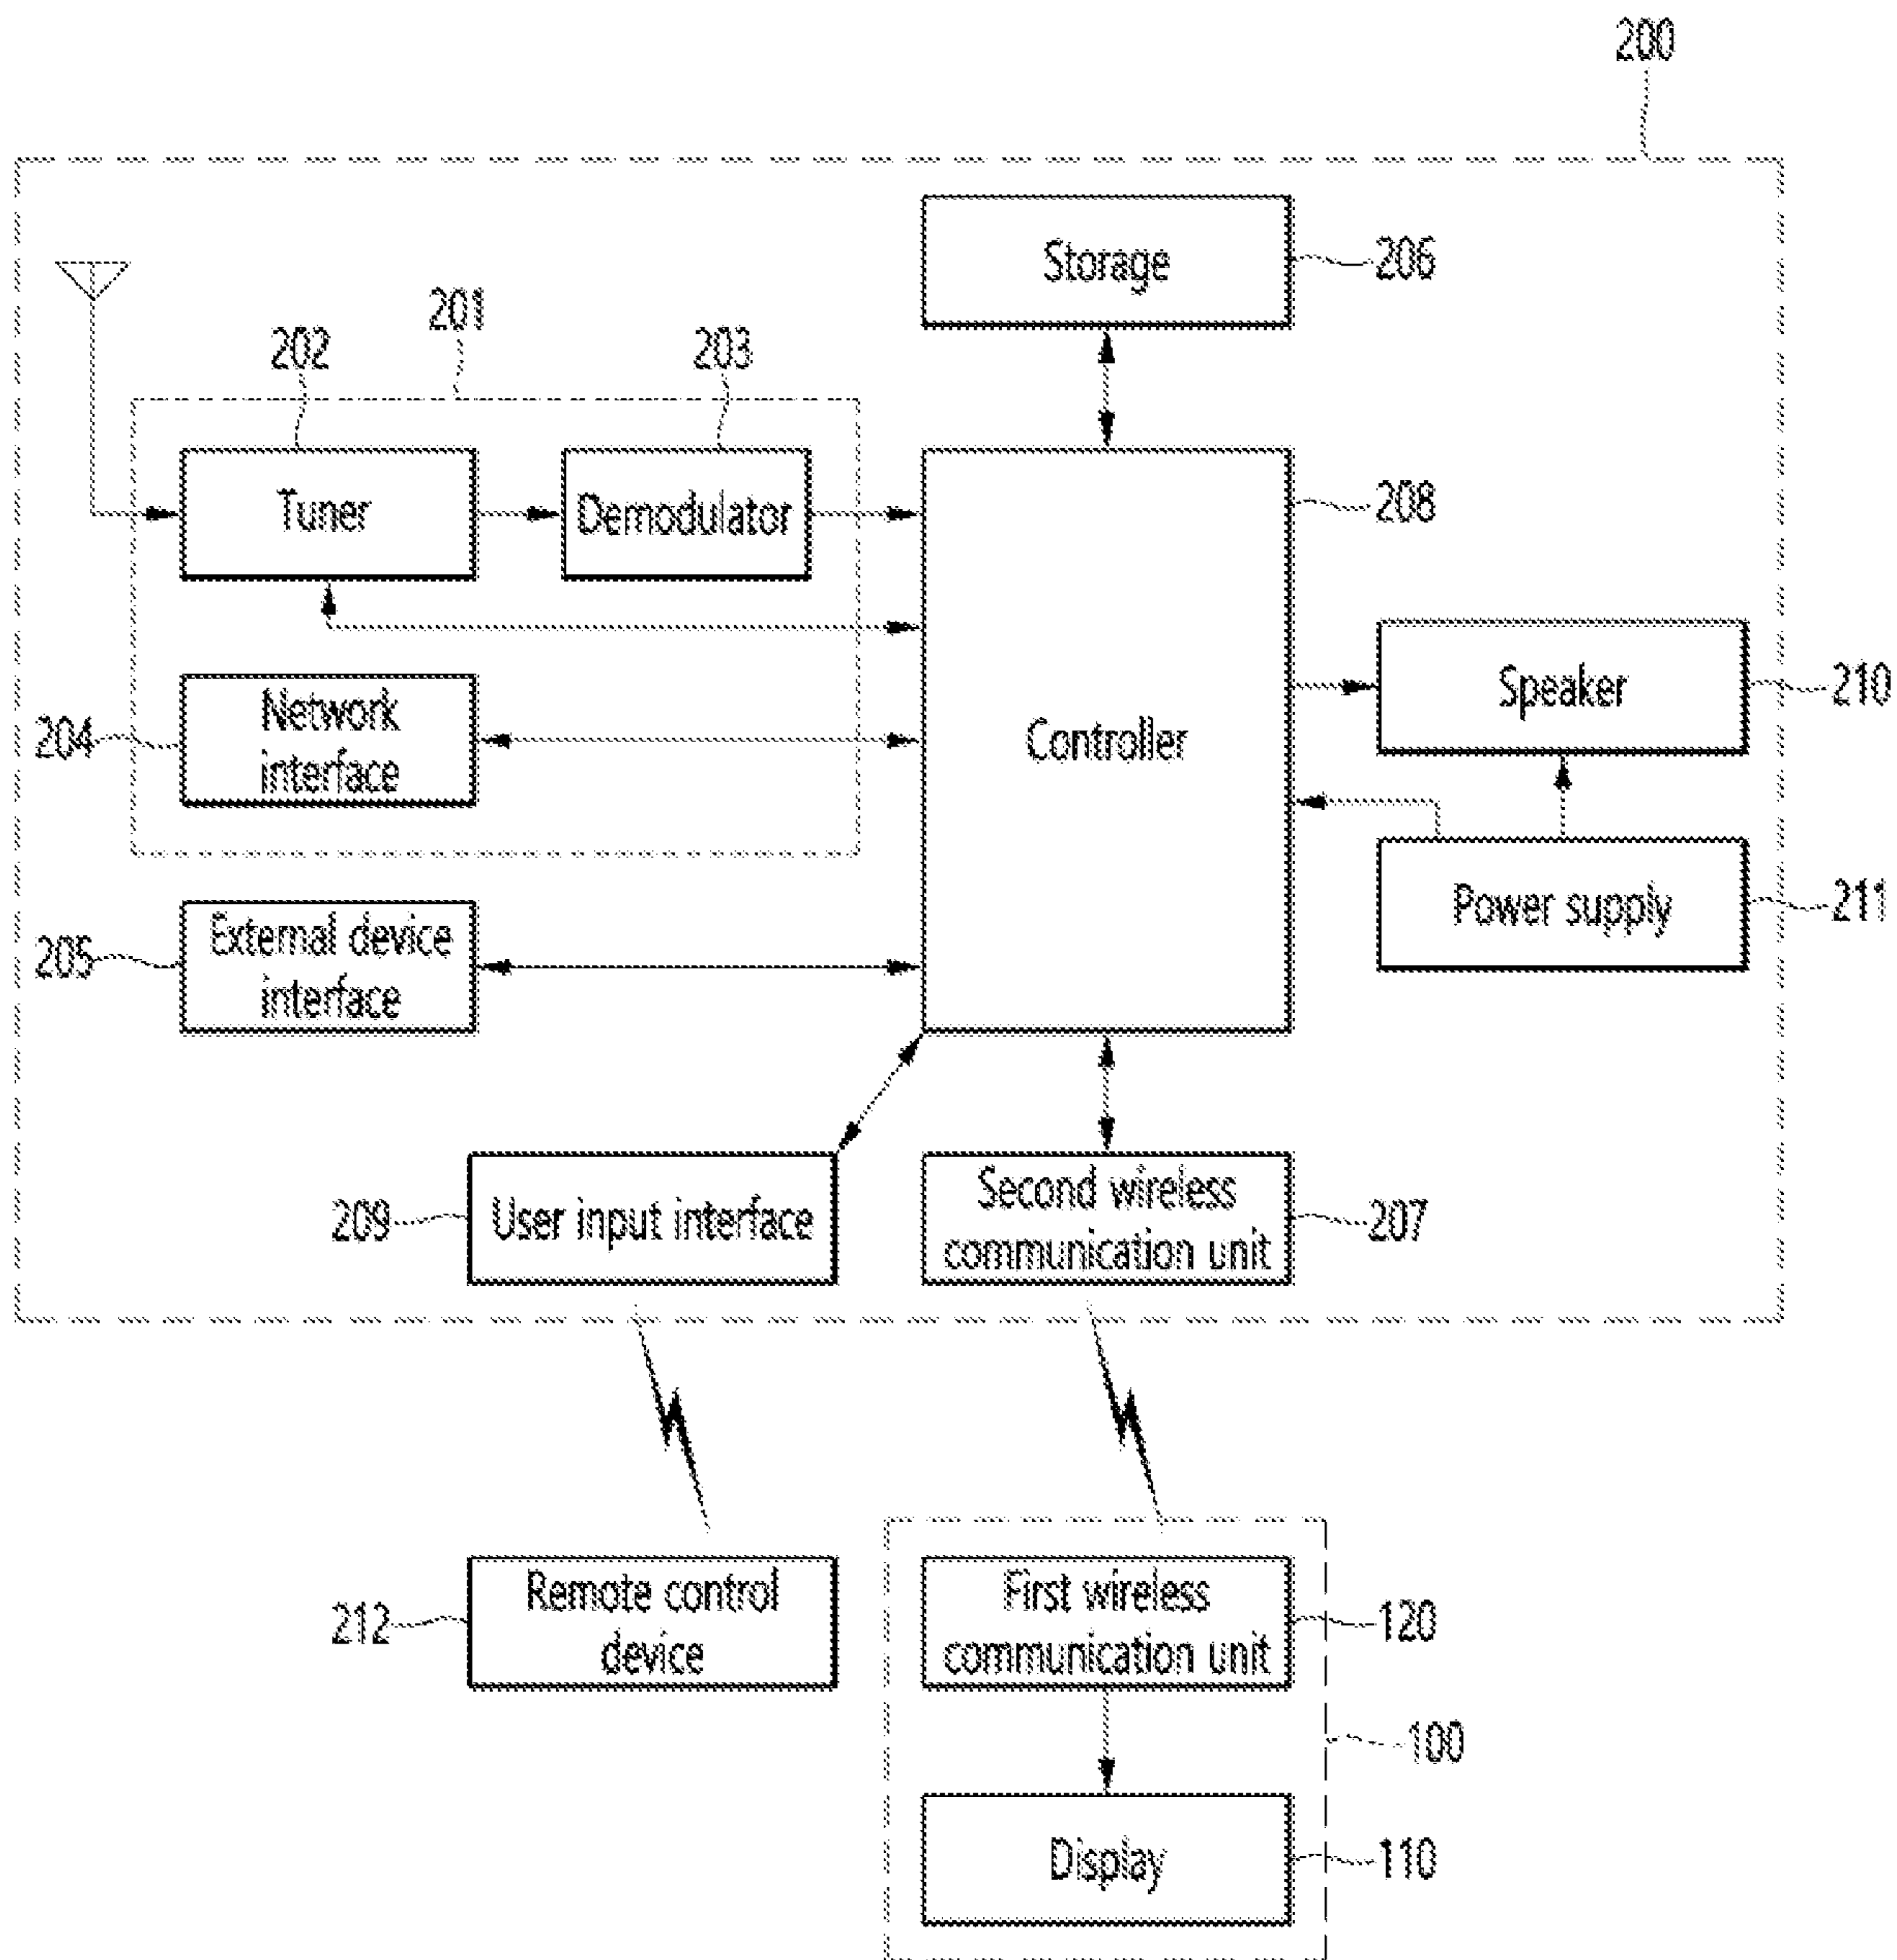 200
Storage
206
201
202
203
Tuner
Demodulator
208
Controller
Network
interface
204
Speaker
210
External device
interface
205
Power supply
211
User input interface
209
Second wireless
communication unit
207
Remote control
device
212
First wireless
communication unit
120
100
Display
110